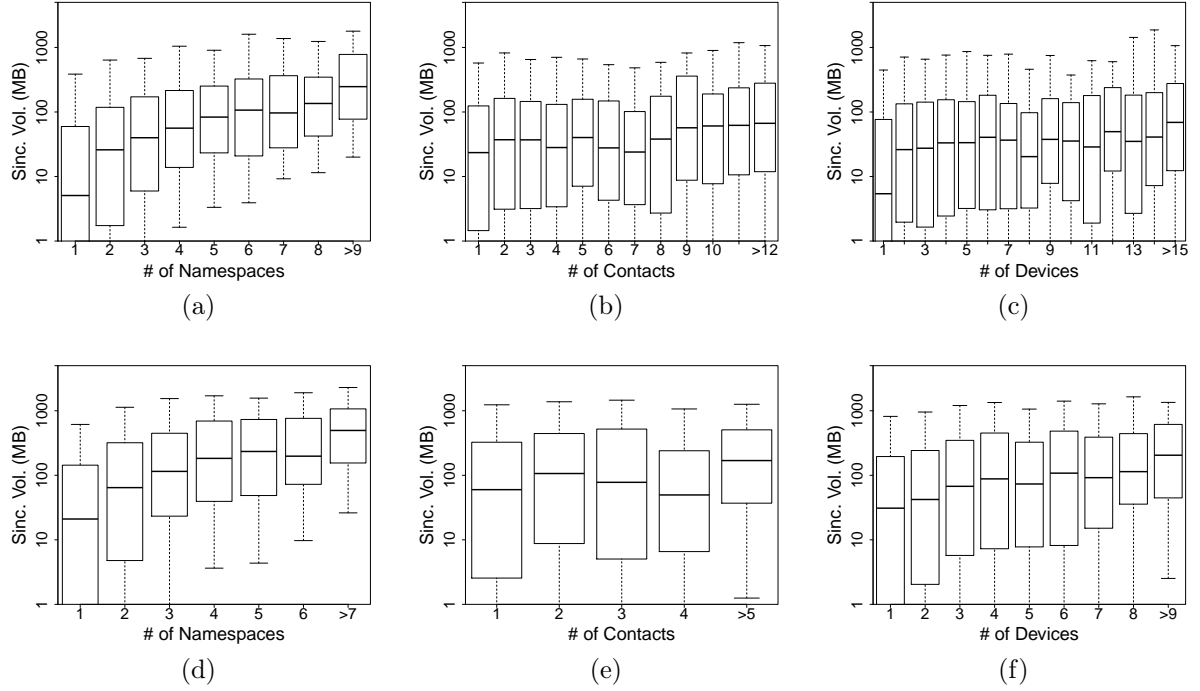 Sinc. Vol. (MB)
1 10 100 1000
1 2 3 4 5 6 7 8 >9
# of Namespaces
(a)
Sinc. Vol. (MB)
1 10 100 1000
1 2 3 4 5 6 7 8 9 10 >12
# of Contacts
(b)
Sinc. Vol. (MB)
1 10 100 1000
1 3 5 7 9 11 13 >15
# of Devices
(c)
Sinc. Vol. (MB)
1 10 100 1000
1 2 3 4 5 6 >7
# of Namespaces
(d)
Sinc. Vol. (MB)
1 10 100 1000
1 2 3 4 >5
# of Contacts
(e)
Sinc. Vol. (MB)
1 10 100 1000
1 2 3 4 5 6 7 8 >9
# of Devices
(f)